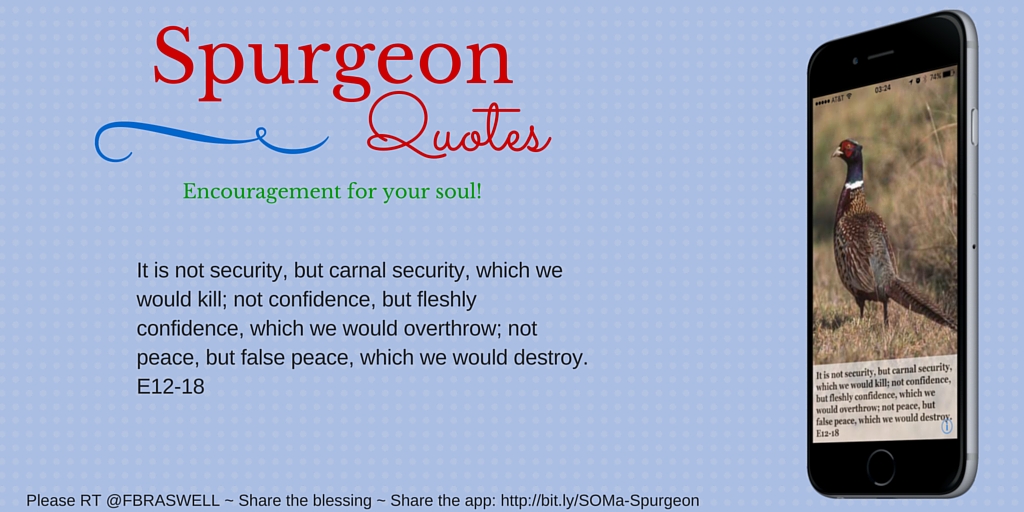 Spurgeon
Quotes
Encouragement for your soul!
It is not security, but carnal security, which we
would kill; not confidence, but fleshly
confidence, which we would overthrow; not
peace, but false peace, which we would destroy.
E12-18
Please RT @FBRASWELL ~ Share the blessing ~ Share the app: http://bit.ly/SOMa-Spurgeon
AT&T 03:24 74%
It is not security, but carnal security,
which we would kill; not confidence,
but fleshly confidence, which we
would overthrow; not peace, but
false peace, which we would destroy.
E12-18